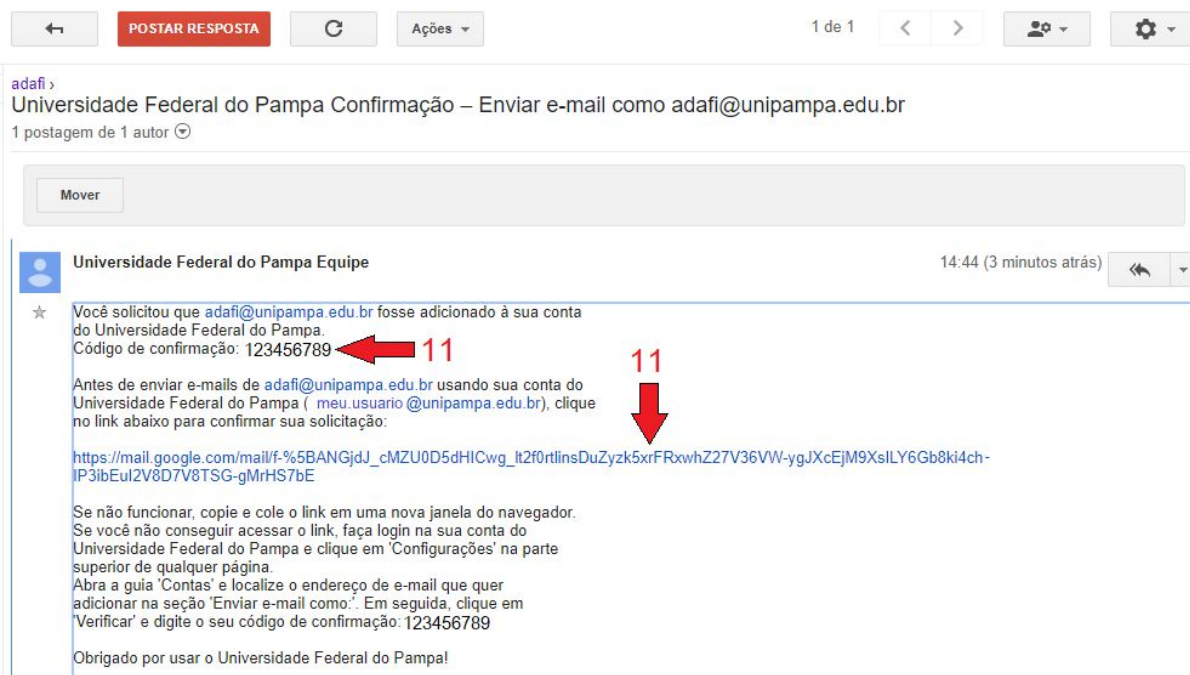 POSTAR RESPOSTA
Ações
1 de 1
adafi ›
Universidade Federal do Pampa Confirmação – Enviar e-mail como adafi@unipampa.edu.br
1 postagem de 1 autor
Mover
Universidade Federal do Pampa Equipe
14:44 (3 minutos atrás)
Você solicitou que adafi@unipampa.edu.br fosse adicionado à sua conta
do Universidade Federal do Pampa.
Código de confirmação: 123456789
11
11
Antes de enviar e-mails de adafi@unipampa.edu.br usando sua conta do
Universidade Federal do Pampa ( meu.usuario @unipampa.edu.br), clique
no link abaixo para confirmar sua solicitação:
https://mail.google.com/mail/f-%5BANGjdJ_cMZU0D5dHICwg_lt2f0rtlinsDuZyzk5xrFRxwhZ27V36VW-ygJXcEjM9XsILY6Gb8ki4ch-
IP3ibEuI2V8D7V8TSG-gMrHS7bE
Se não funcionar, copie e cole o link em uma nova janela do navegador.
Se você não conseguir acessar o link, faça login na sua conta do
Universidade Federal do Pampa e clique em 'Configurações' na parte
superior de qualquer página.
Abra a guia 'Contas' e localize o endereço de e-mail que quer
adicionar na seção 'Enviar e-mail como:'. Em seguida, clique em
'Verificar' e digite o seu código de confirmação: 123456789
Obrigado por usar o Universidade Federal do Pampa!